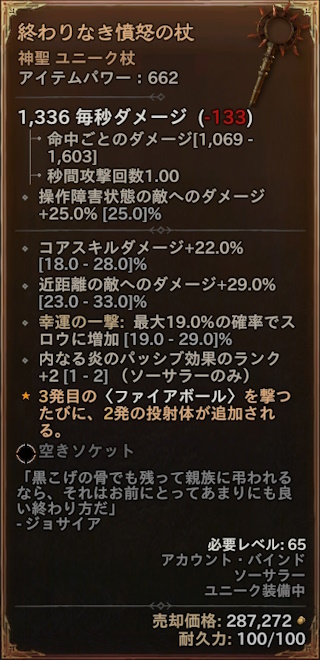 終わりなき憤怒の杖
神聖 ユニーク杖
アイテムパワー：662
1,336 毎秒ダメージ (-133)
命中ごとのダメージ[1,069 -
1,603]
秒間攻撃回数1.00
操作障害状態の敵へのダメージ
+25.0% [25.0]%
コアスキルダメージ+22.0%
[18.0 - 28.0]%
近距離の敵へのダメージ+29.0%
[23.0 - 33.0]%
幸運の一撃: 最大19.0%の確率でス
ロウに増加 [19.0 - 29.0]%
内なる炎のパッシブ効果のランク
+2 [1 - 2] （ソーサラーのみ）
3発目の〈ファイアボール〉を撃つ
たびに、2発の投射体が追加され
る。
空きソケット
「黒こげの骨でも残って親族に弔われる
なら、それはお前にとってあまりにも良
い終わり方だ」
- ジョサイア
必要レベル: 65
アカウント・バインド
ソーサラー
ユニーク装備中
売却価格: 287,272
耐久力: 100/100